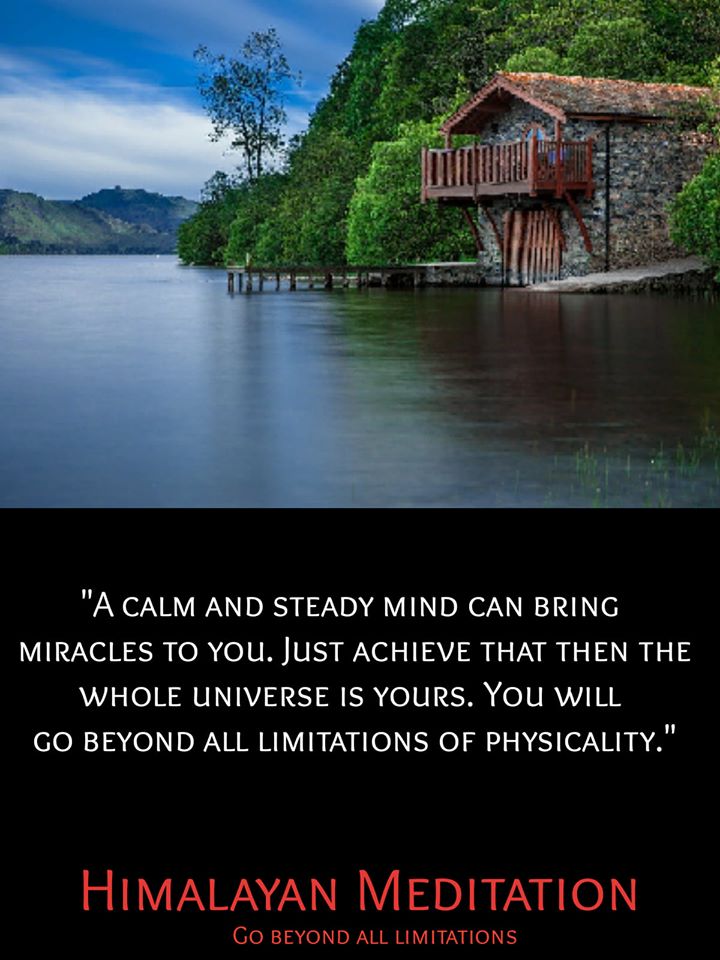 "A calm and steady mind can bring
miracles to you. Just achieve that then the
whole universe is yours. You will
go beyond all limitations of physicality."
Himalayan Meditation
Go beyond all limitations